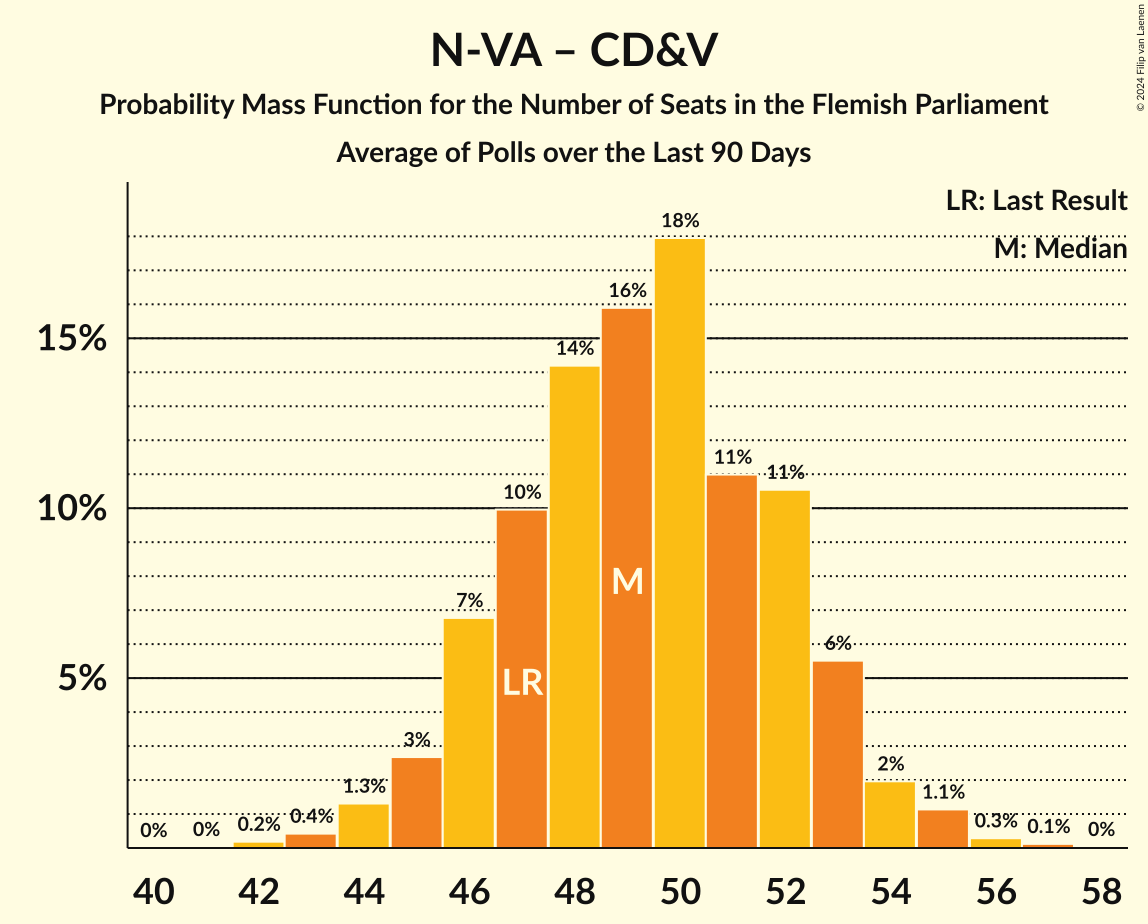 N-VA – CD&V
Probability Mass Function for the Number of Seats in the Flemish Parliament
Average of Polls over the Last 90 Days
© 2024 Filip van Laenen
LR: Last Result
M: Median
18%
16%
15%
14%
11%
11%
10%
10%
M
7%
6%
LR
5%
3%
2%
1.3%
1.1%
0% 0% 0.2% 0.4% 0.3% 0.1% 0%
40 42 44 46 48 50 52 54 56 58